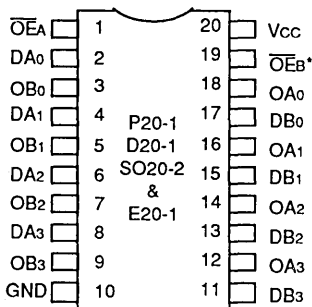 O̅E̅A 1 20 VCC
DA0 2 19 O̅E̅B*
OB0 3 18 OA0
DA1 4 17 DB0
P20-1
OB1 5 D20-1 16 OA1
DA2 6 SO20-2 15 DB1
&
OB2 7 E20-1 14 OA2
DA3 8 13 DB2
OB3 9 12 OA3
GND 10 11 DB3